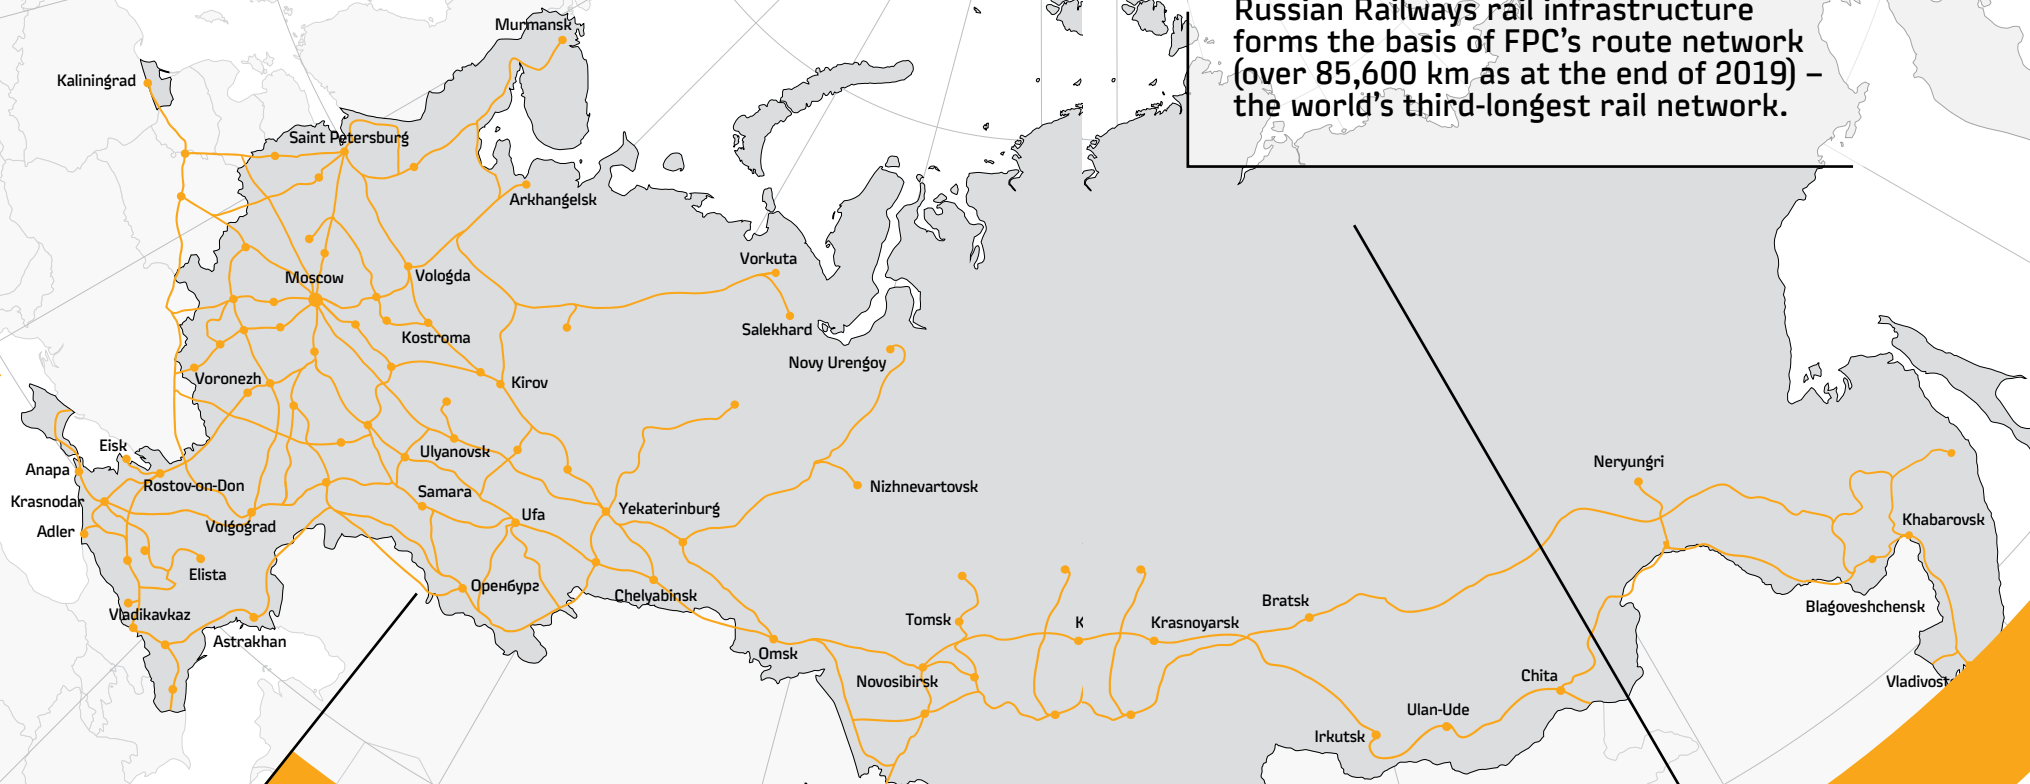 Russian Railways rail infrastructure
forms the basis of FPC’s route network
(over 85,600 km as at the end of 2019) –
the world’s third-longest rail network.
Murmansk
Kaliningrad
Saint Petersburg
Arkhangelsk
Vorkuta
Moscow
Vologda
Salekhard
Kostroma
Novy Urengoy
Voronezh
Kirov
Eisk
Ulyanovsk
Neryungri
Anapa
Rostov-on-Don
Samara
Nizhnevartovsk
Krasnodar
Yekaterinburg
Ufa
Khabarovsk
Volgograd
Adler
Elista
Оренбург
Chelyabinsk
Bratsk
Blagoveshchensk
Vladikavkaz
Tomsk
K
Krasnoyarsk
Astrakhan
Omsk
Novosibirsk
Chita
Vladivost
Ulan-Ude
Irkutsk